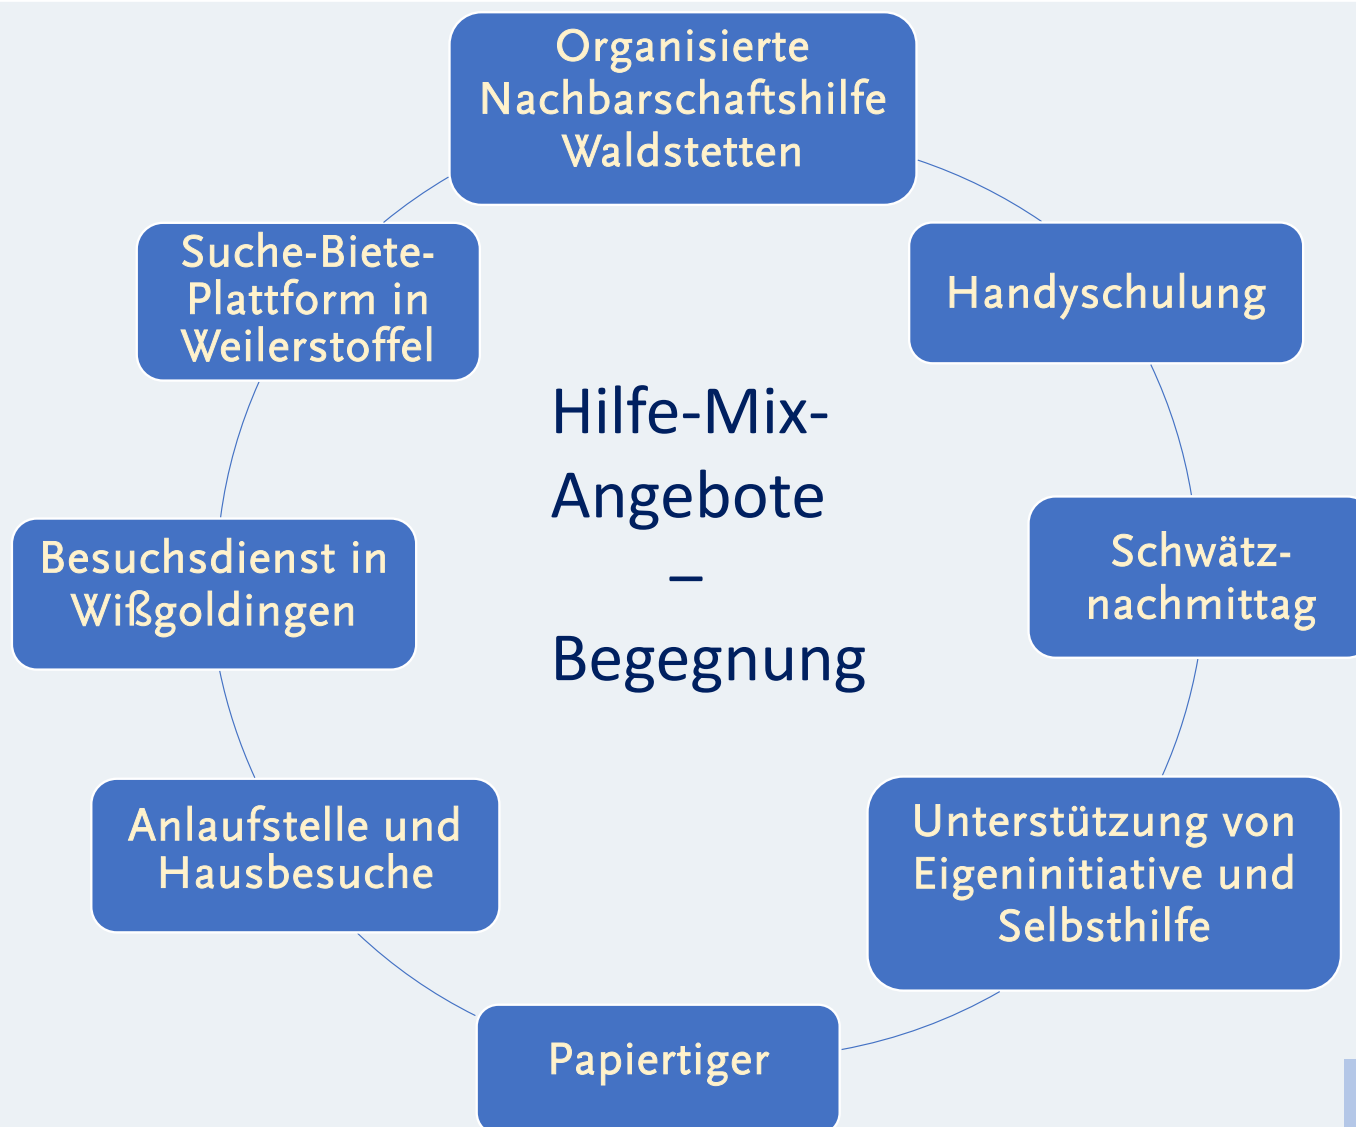 Organisierte
Nachbarschaftshilfe
Waldstetten
Handyschulung
Schwätz-
nachmittag
Unterstützung von
Eigeninitiative und
Selbsthilfe
Papiertiger
Anlaufstelle und
Hausbesuche
Besuchsdienst in
Wißgoldingen
Suche-Biete-
Plattform in
Weilerstoffel
Hilfe-Mix-
Angebote
–
Begegnung